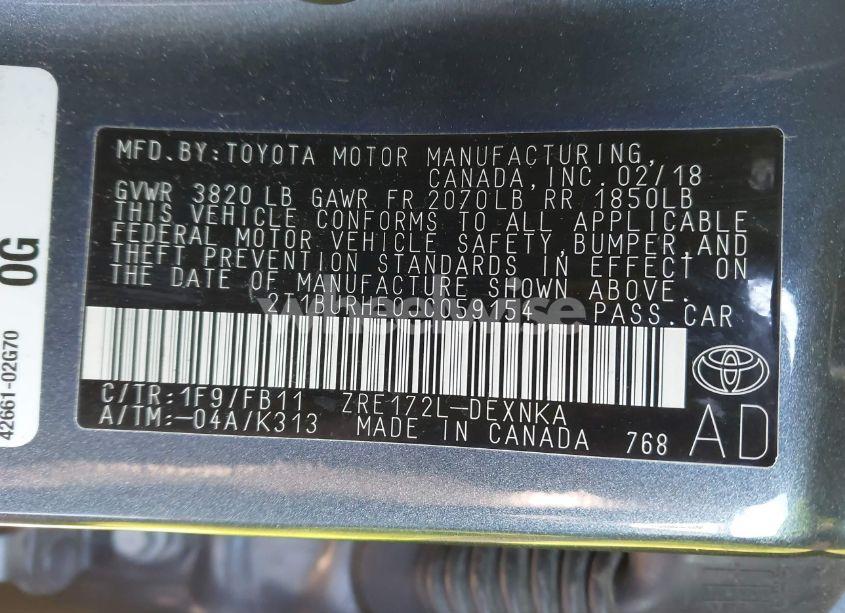 MFD.BY:TOYOTA MOTOR MANUFACTURING,
CANADA,INC.02/18
GVWR 3820 LB GAWR FR 2070LB RR 1850LB
THIS VEHICLE CONFORMS TO ALL APPLICABLE
FEDERAL MOTOR VEHICLE SAFETY,BUMPER,AND
THEFT PREVENTION STANDARDS IN EFFECT ON
THE DATE OF MANUFACTURE SHOWN ABOVE.
PASS.CAR
C/TR:1F9/FB11 ZRE172L-DEXNKA
A/TM:-04A/K313 MADE IN CANADA 768
AD
0G
42661-02G70